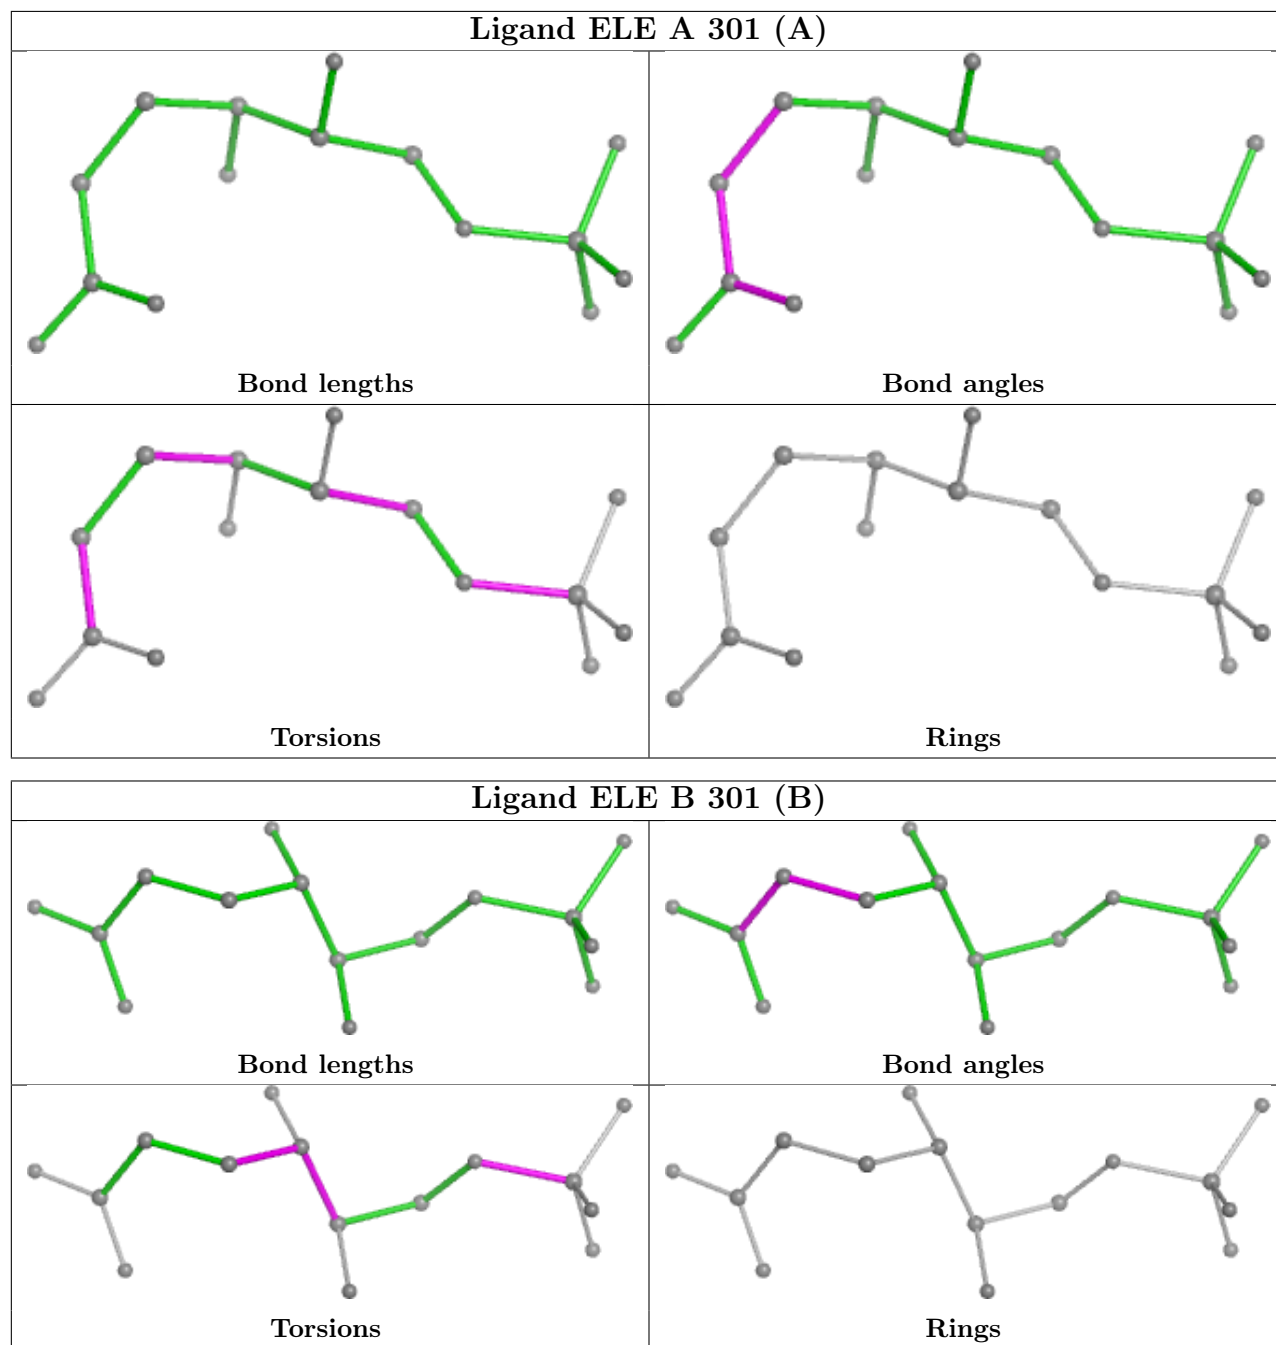 Ligand ELE A 301 (A)
Bond lengths
Bond angles
Torsions
Rings
Ligand ELE B 301 (B)
Bond lengths
Bond angles
Torsions
Rings